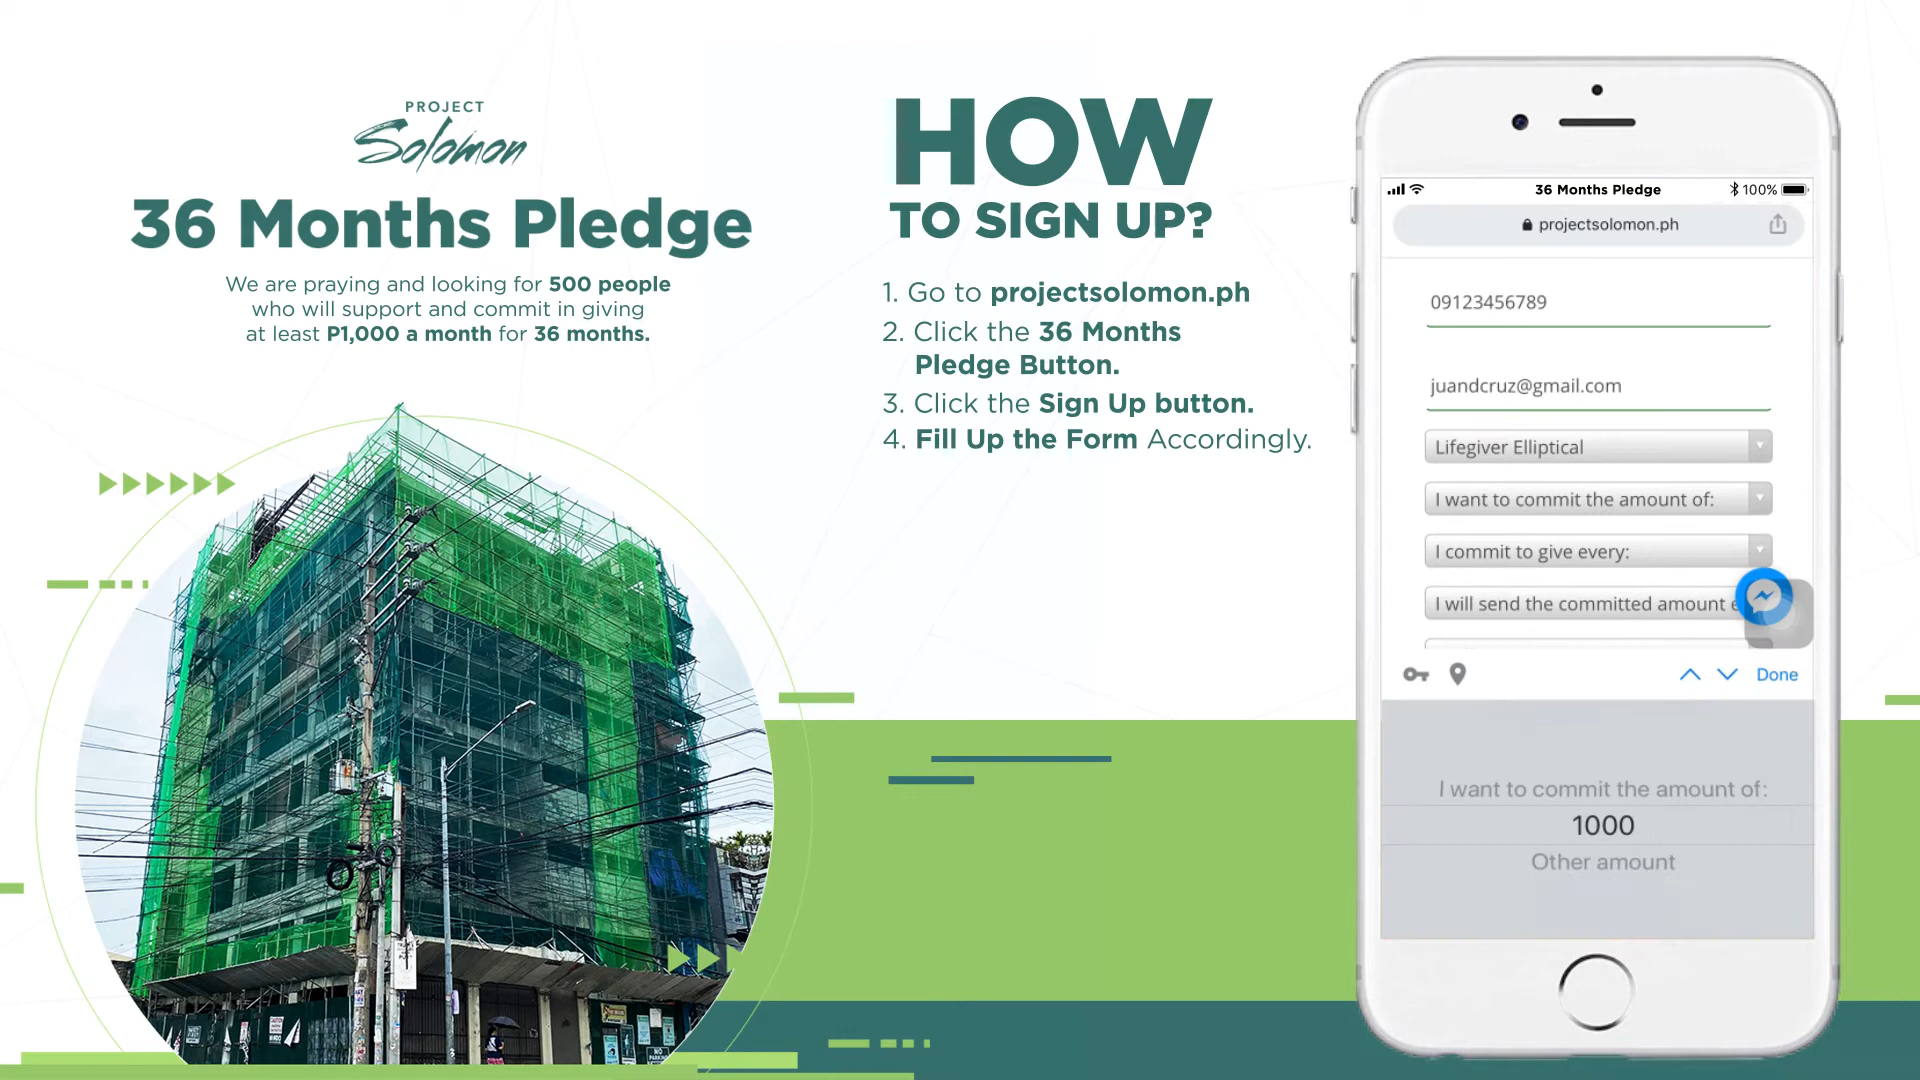 PROJECT
Solomon
36 Months Pledge
We are praying and looking for 500 people
who will support and commit in giving
at least P1,000 a month for 36 months.
HOW
TO SIGN UP?
1. Go to projectsolomon.ph
2. Click the 36 Months
Pledge Button.
3. Click the Sign Up button.
4. Fill Up the Form Accordingly.
36 Months Pledge
100%
projectsolomon.ph
09123456789
juandcruz@gmail.com
Lifegiver Elliptical
I want to commit the amount of:
I commit to give every:
I will send the committed amount e
Done
I want to commit the amount of:
1000
Other amount
NO
PARKING